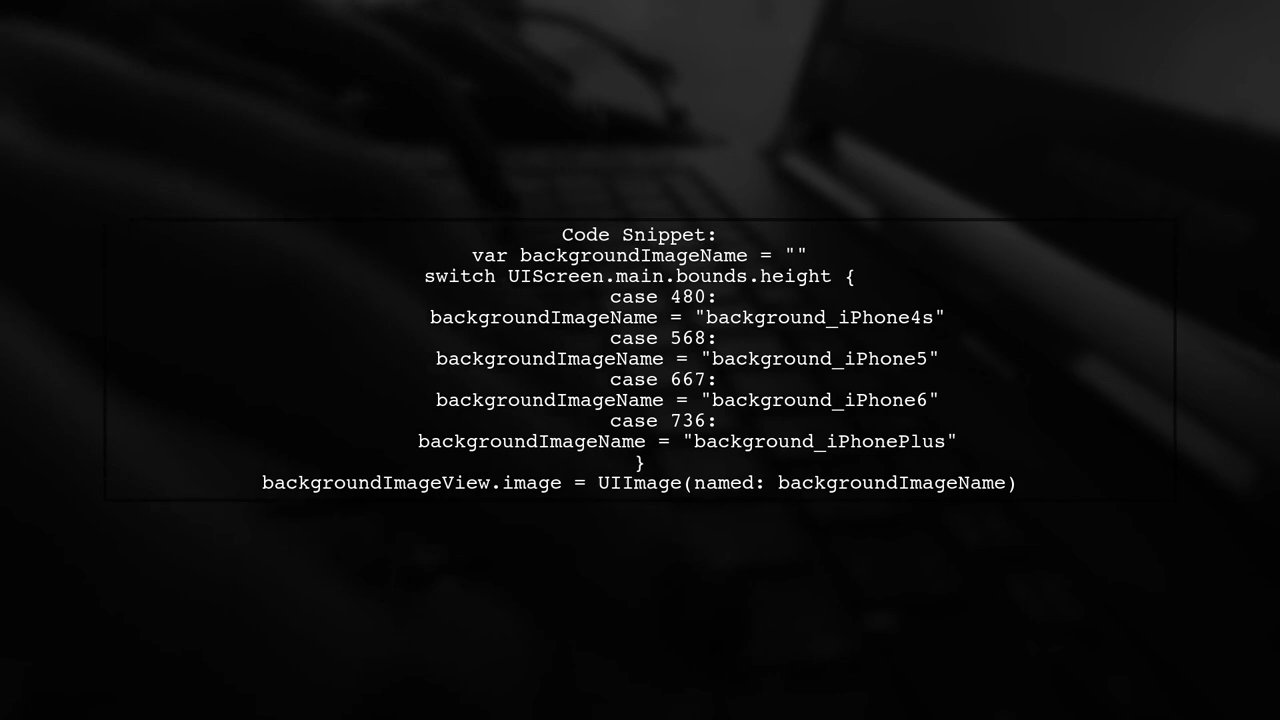 Code Snippet:
var backgroundImageName = ""
switch UIScreen.main.bounds.height {
case 480:
backgroundImageName = "background_iPhone4s"
case 568:
backgroundImageName = "background_iPhone5"
case 667:
backgroundImageName = "background_iPhone6"
case 736:
backgroundImageName = "background_iPhonePlus"
}
backgroundImageView.image = UIImage(named: backgroundImageName)